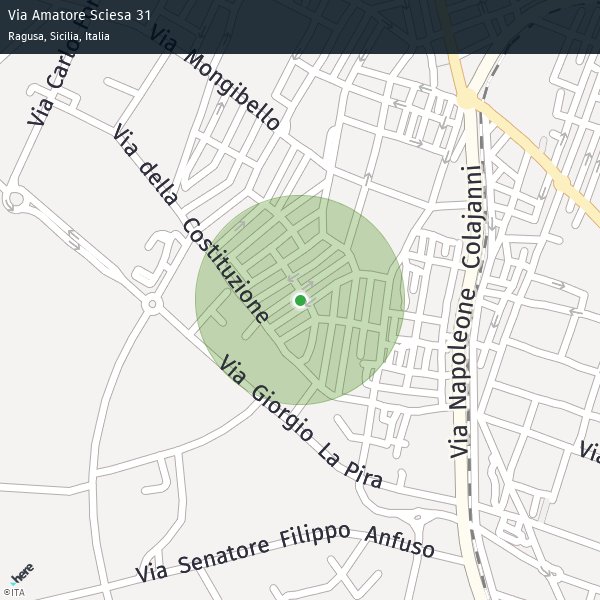 Via Amatore Sciesa 31
Ragusa, Sicilia, Italia
Via Carlo
Via Mongibello
Via della Costituzione
Via Napoleone Colajanni
Via Giorgio La Pira
Via Senatore Filippo Anfuso
here
©ITA